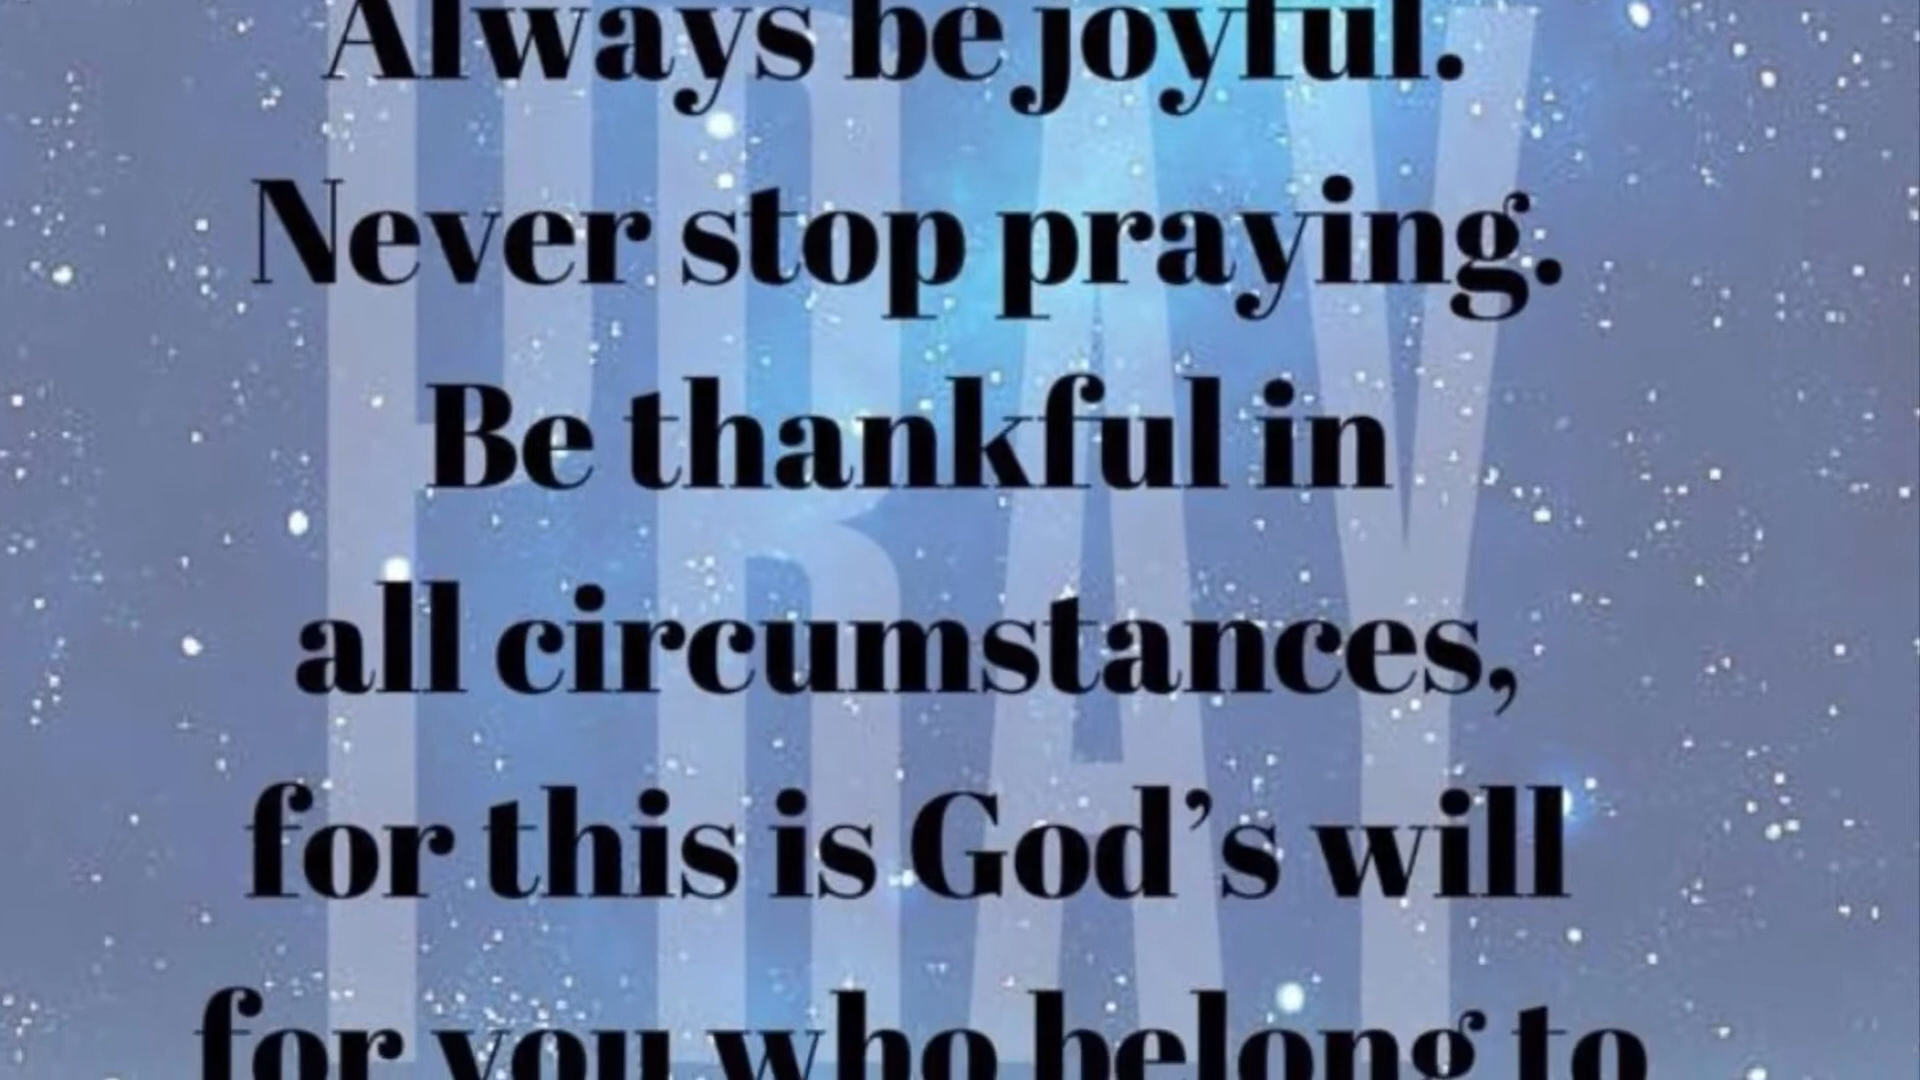 PRAY
Always be joyful.
Never stop praying.
Be thankful in
all circumstances,
for this is God’s will
for you who belong to